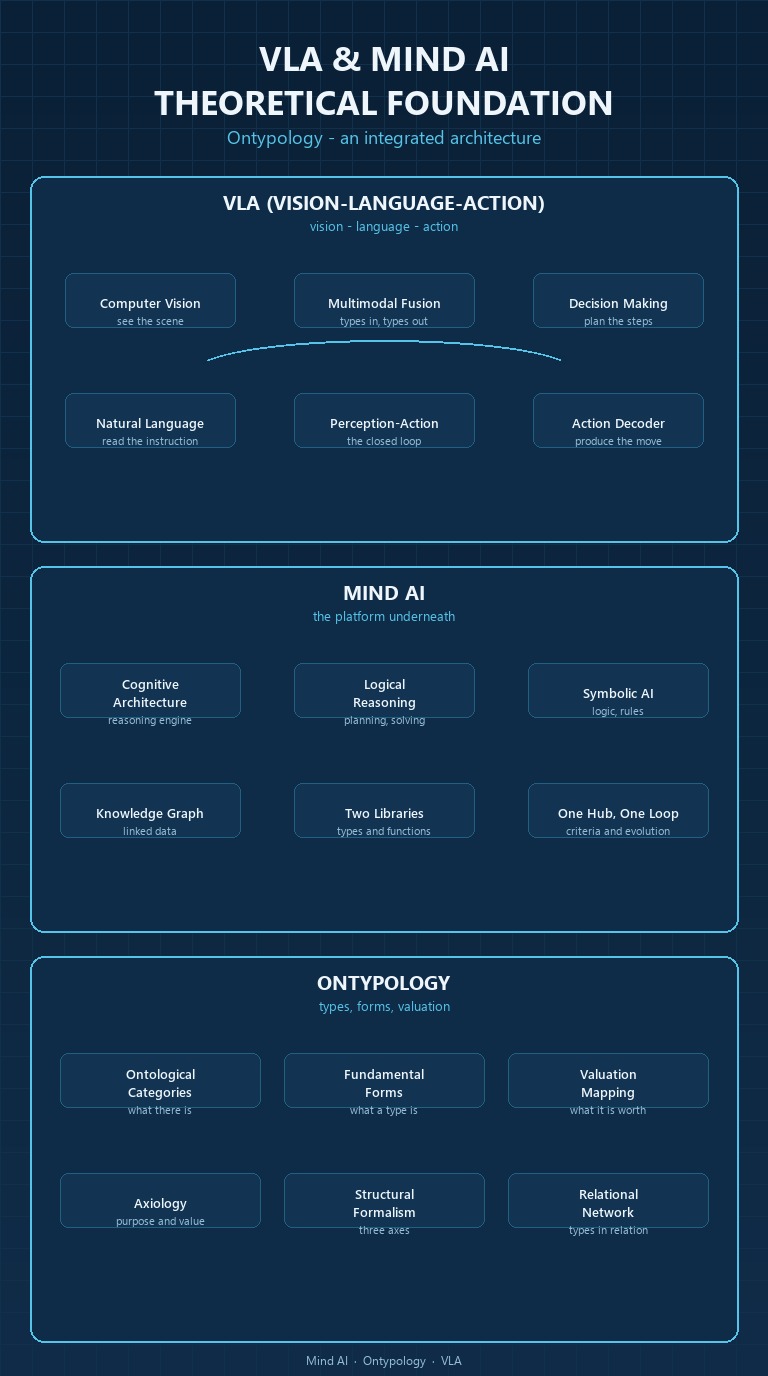 VLA & MIND AI
THEORETICAL FOUNDATION
Ontypology - an integrated architecture
VLA (VISION-LANGUAGE-ACTION)
vision - language - action
Computer Vision
see the scene
Multimodal Fusion
types in, types out
Decision Making
plan the steps
Natural Language
read the instruction
Perception-Action
the closed loop
Action Decoder
produce the move
MIND AI
the platform underneath
Cognitive
Architecture
reasoning engine
Logical
Reasoning
planning, solving
Symbolic AI
logic, rules
Knowledge Graph
linked data
Two Libraries
types and functions
One Hub, One Loop
criteria and evolution
ONTYPOLOGY
types, forms, valuation
Ontological
Categories
what there is
Fundamental
Forms
what a type is
Valuation
Mapping
what it is worth
Axiology
purpose and value
Structural
Formalism
three axes
Relational
Network
types in relation
Mind AI · Ontypology · VLA